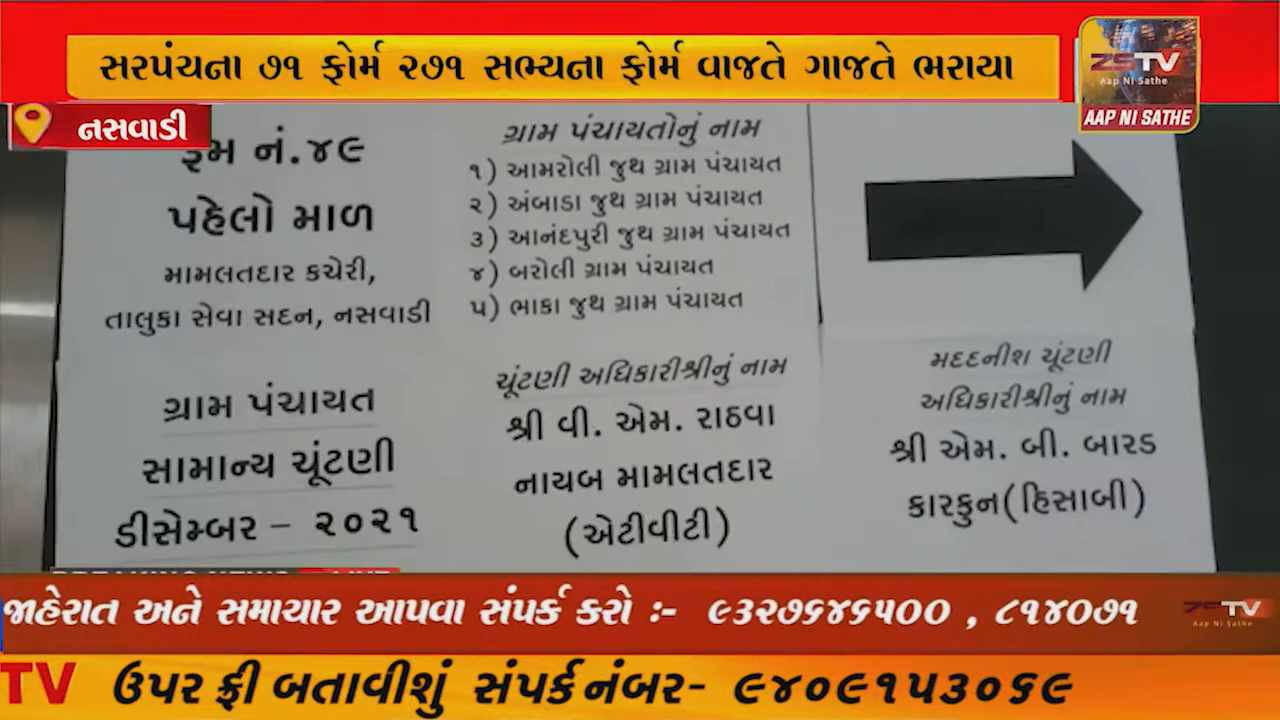 સરપંચના ૭૧ ફોર્મ ૨૭૧ સભ્યના ફોર્મ વાજતે ગાજતે ભરાયા
ZSTV
Aap Ni Sathe
AAP NI SATHE
નસવાડી
રૂમ નં.૪૯
પહેલો માળ
મામલતદાર કચેરી,
તાલુકા સેવા સદન, નસવાડી
ગ્રામ પંચાયતોનું નામ
૧) આમરોલી જુથ ગ્રામ પંચાયત
૨) અંબાડા જુથ ગ્રામ પંચાયત
૩) આનંદપુરી જુથ ગ્રામ પંચાયત
૪) બરોલી ગ્રામ પંચાયત
૫) ભાકા જુથ ગ્રામ પંચાયત
ગ્રામ પંચાયત
સામાન્ય ચૂંટણી
ડીસેમ્બર – ૨૦૨૧
ચૂંટણી અધિકારીશ્રીનું નામ
શ્રી વી. એમ. રાઠવા
નાયબ મામલતદાર
(એટીવીટી)
મદદનીશ ચૂંટણી
અધિકારીશ્રીનું નામ
શ્રી એમ. બી. બારડ
કારકુન(હિસાબી)
જાહેરાત અને સમાચાર આપવા સંપર્ક કરો :- ૯૩૨૭૬૪૬૫૦૦ , ૮૧૪૦૭૧
ZSTV
Aap Ni Sathe
TV ઉપર ફ્રી બતાવીશું સંપર્ક નંબર- ૯૪૦૯૧૫૩૦૬૯